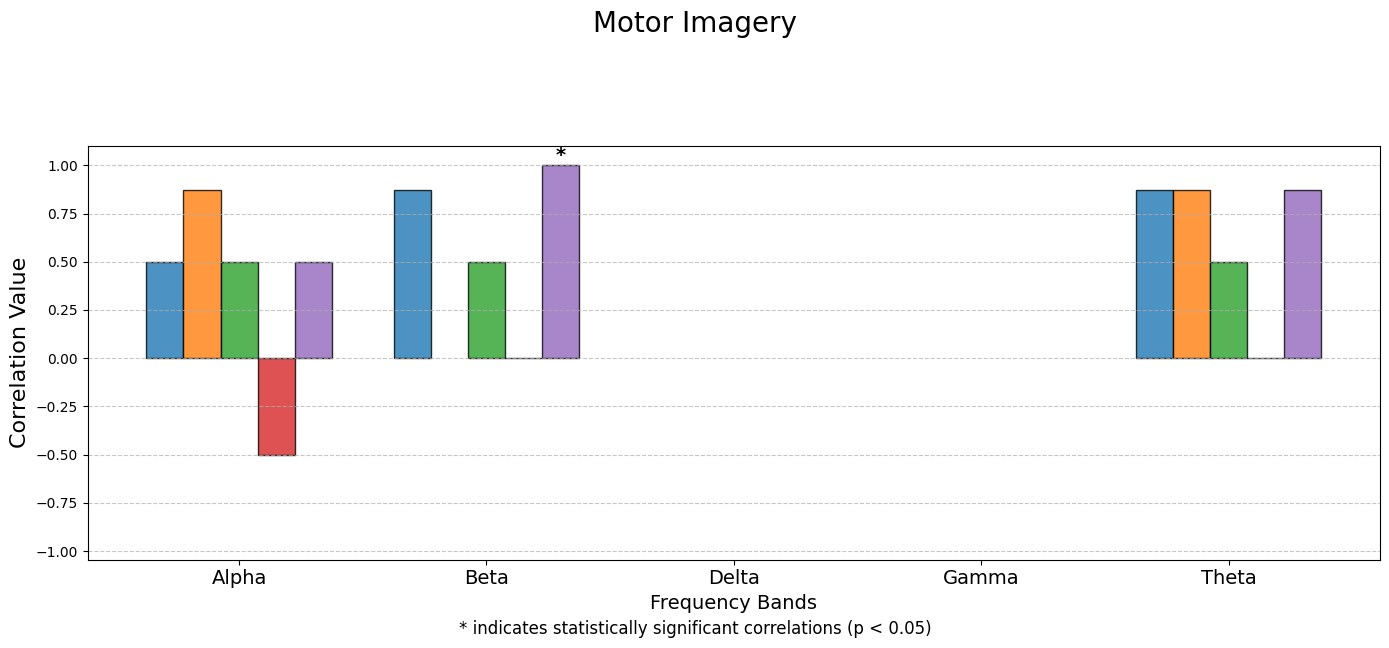 Motor Imagery
*
1.00
0.75
0.50
0.25
0.00
−0.25
−0.50
−0.75
−1.00
Correlation Value
Alpha Beta Delta Gamma Theta
Frequency Bands
* indicates statistically significant correlations (p < 0.05)